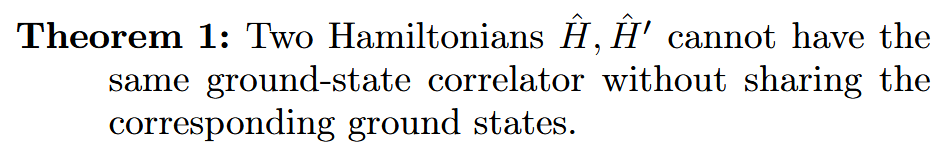 Theorem 1: Two Hamiltonians Ĥ, Ĥ′ cannot have the
same ground-state correlator without sharing the
corresponding ground states.